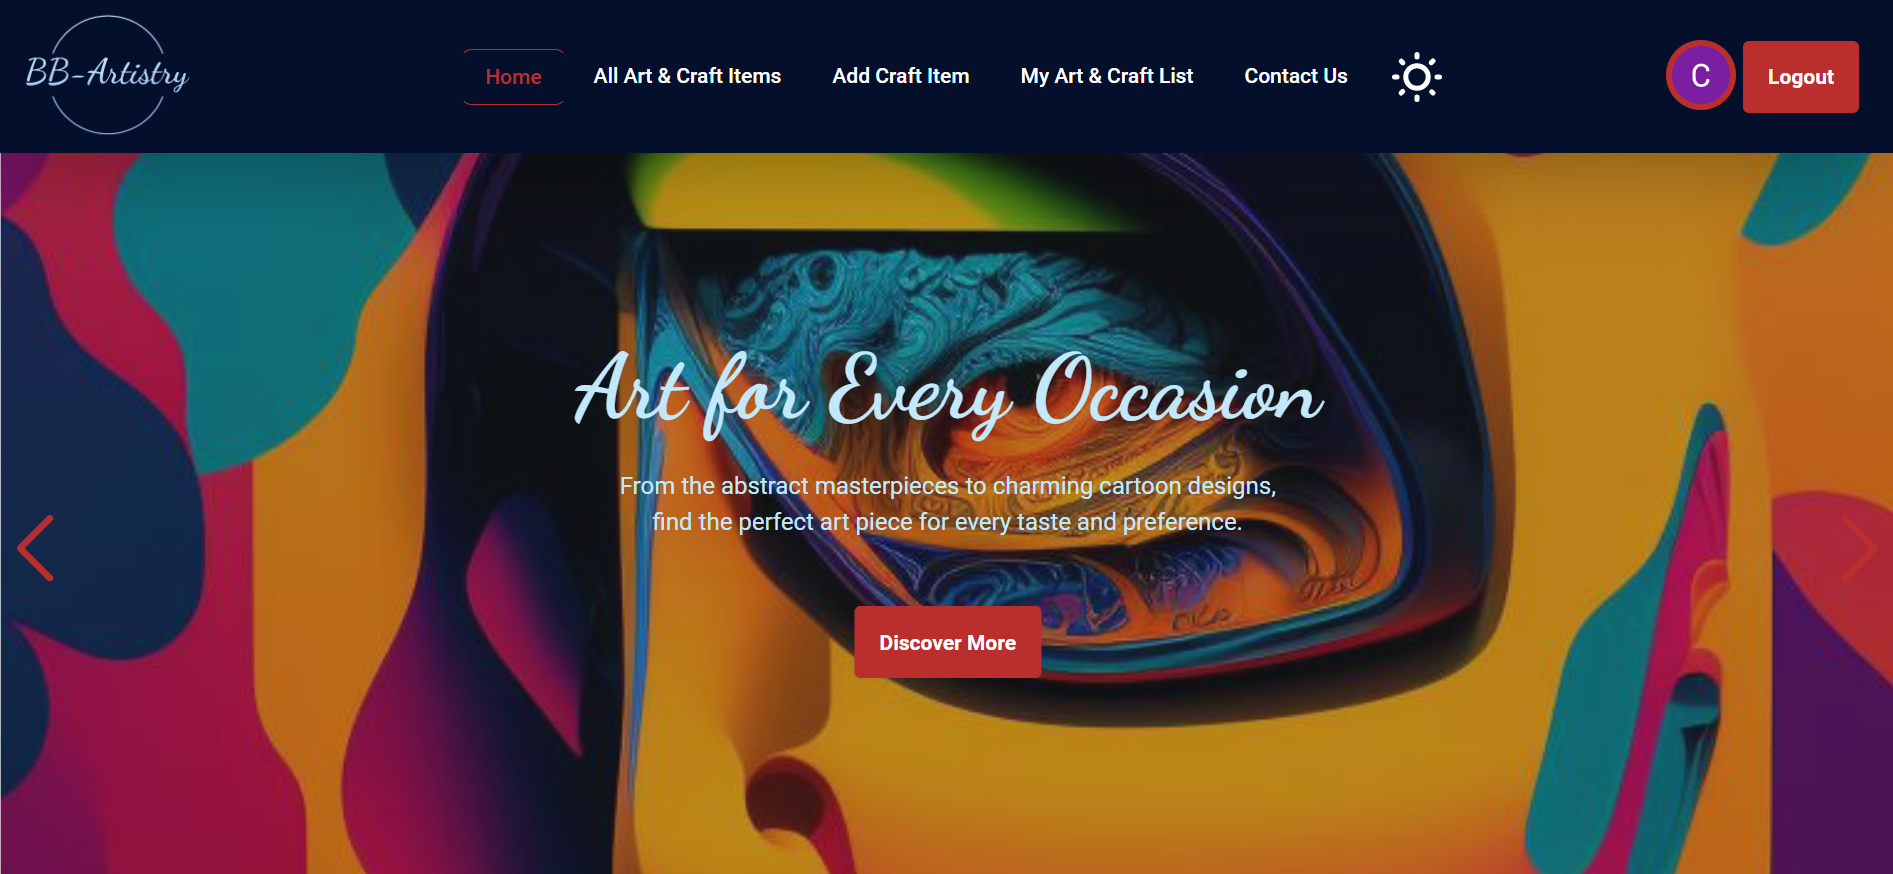 BB-Artistry
Home
All Art & Craft Items
Add Craft Item
My Art & Craft List
Contact Us
C
Logout
Art for Every Occasion
From the abstract masterpieces to charming cartoon designs,
find the perfect art piece for every taste and preference.
Discover More